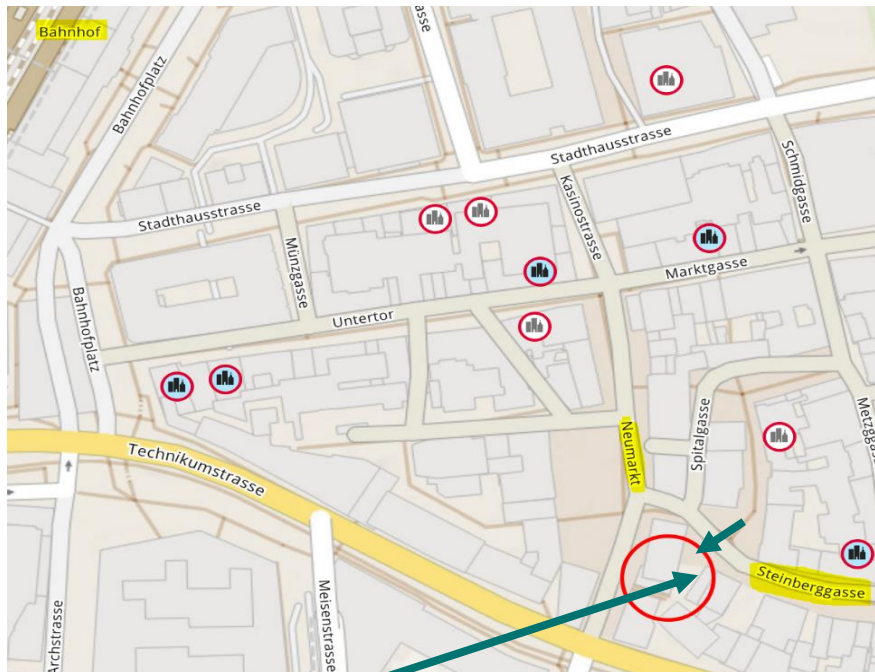 Bahnhof
Bahnhofplatz
Stadthausstrasse
Stadthausstrasse
Schmidgasse
Kasinostrasse
Münzgasse
Marktgasse
Untertor
Bahnhofplatz
Neumarkt
Spitalgasse
Technikumstrasse
Steinberggasse
Meisenstrasse
Archstrasse